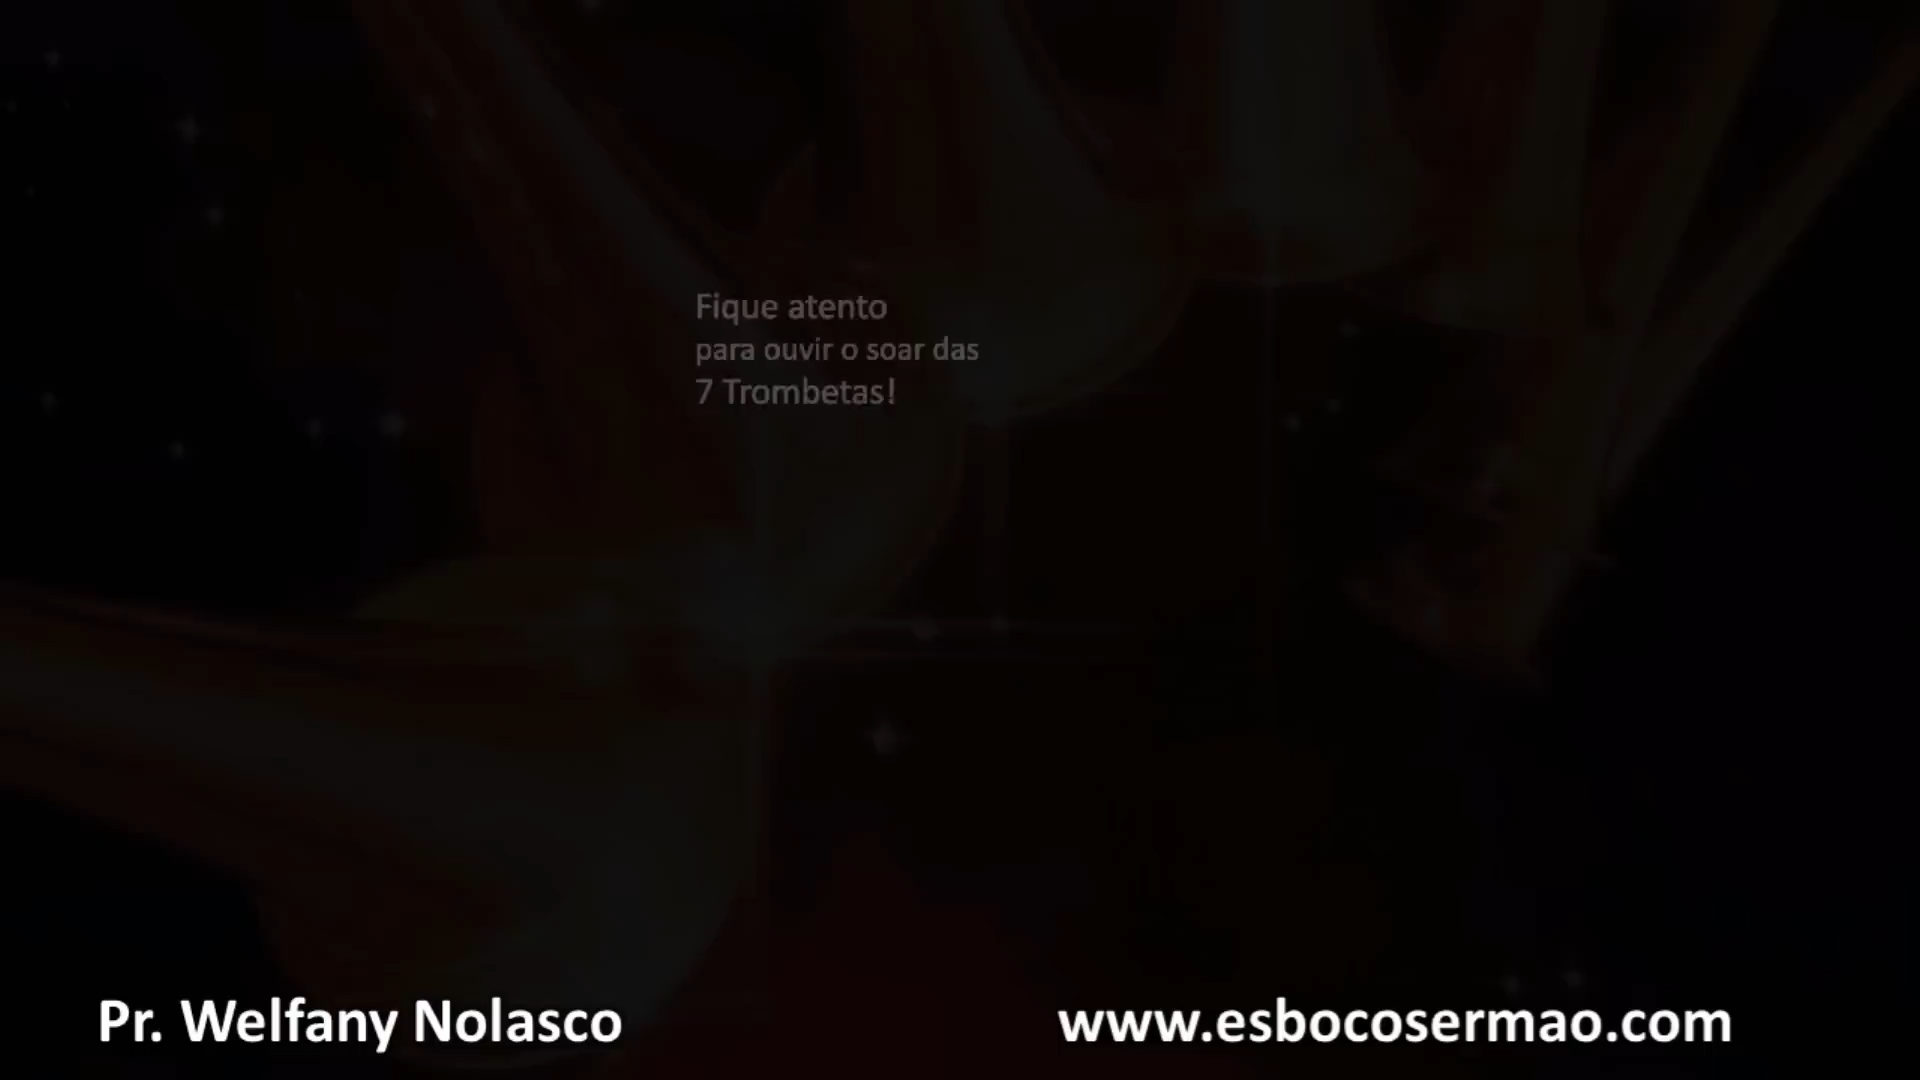 Fique atento
para ouvir o soar das
7 Trombetas!
Pr. Welfany Nolasco
www.esbocosermao.com